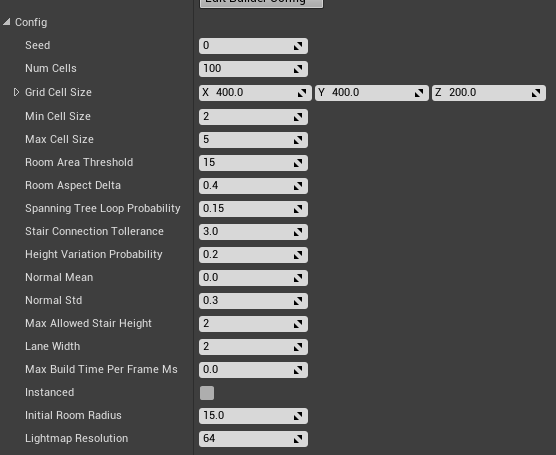 Edit Builder Config
Config
Seed 0
Num Cells 100
Grid Cell Size X 400.0 Y 400.0 Z 200.0
Min Cell Size 2
Max Cell Size 5
Room Area Threshold 15
Room Aspect Delta 0.4
Spanning Tree Loop Probability 0.15
Stair Connection Tollerance 3.0
Height Variation Probability 0.2
Normal Mean 0.0
Normal Std 0.3
Max Allowed Stair Height 2
Lane Width 2
Max Build Time Per Frame Ms 0.0
Instanced
Initial Room Radius 15.0
Lightmap Resolution 64